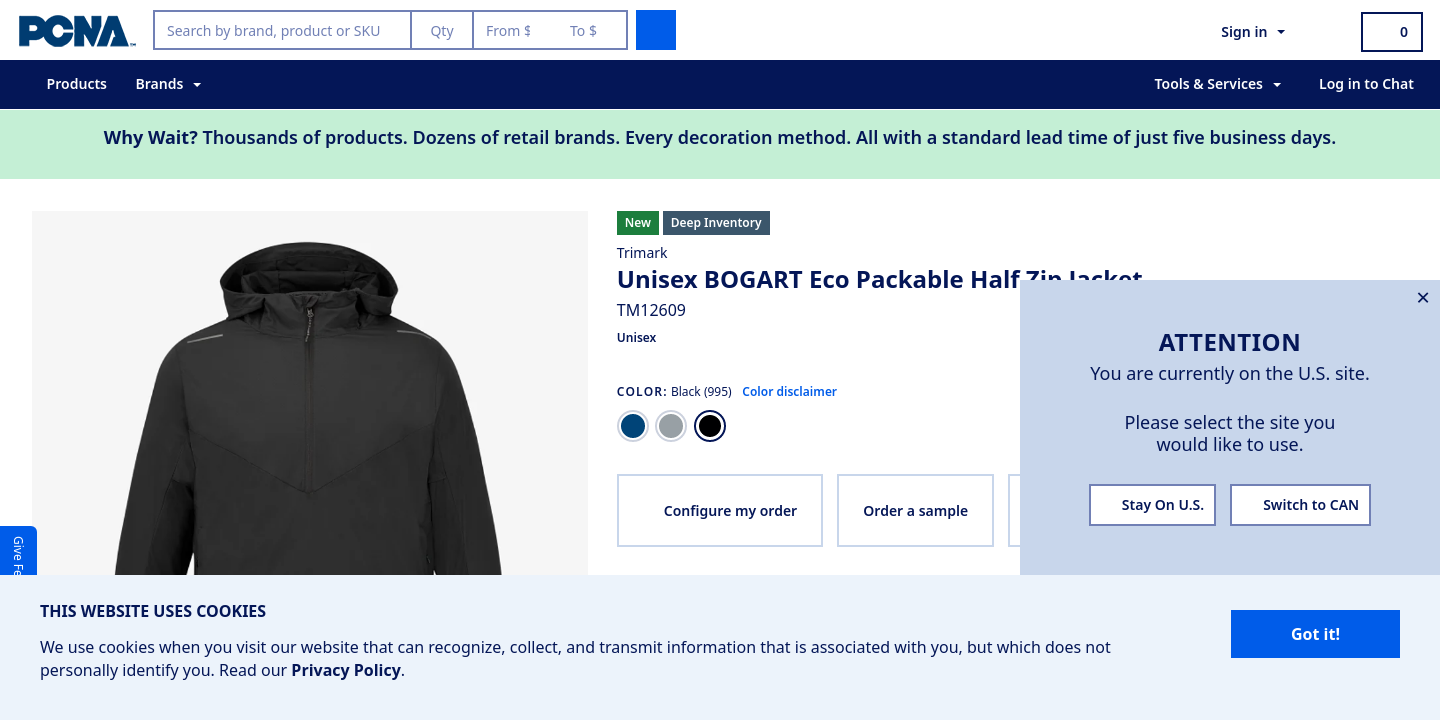 PCNA
Search by brand, product or SKU
Qty
From $
To $
Sign in
0
Products
Brands
Tools & Services
Log in to Chat
Why Wait? Thousands of products. Dozens of retail brands. Every decoration method. All with a standard lead time of just five business days.
New
Deep Inventory
Trimark
Unisex BOGART Eco Packable Half Zip Jacket
TM12609
Unisex
COLOR: Black (995) Color disclaimer
Configure my order
Order a sample
ATTENTION
You are currently on the U.S. site.
Please select the site you
would like to use.
Stay On U.S.
Switch to CAN
Give Fe
THIS WEBSITE USES COOKIES
We use cookies when you visit our website that can recognize, collect, and transmit information that is associated with you, but which does not
personally identify you. Read our Privacy Policy.
Got it!